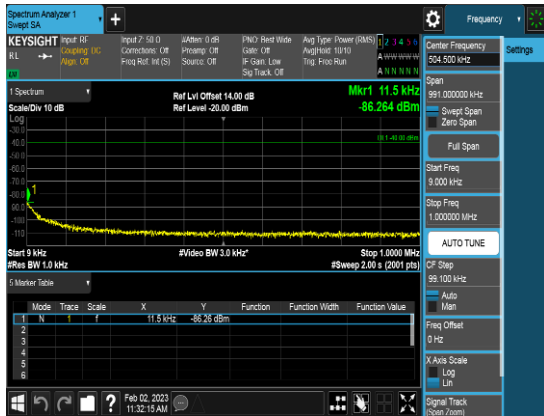 Spectrum Analyzer 1
Swept SA
+
Frequency
KEYSIGHT
RL
Input: RF
Coupling: DC
Align: Off
Input Z: 50 Ω
Corrections: Off
Freq Ref: Int (S)
#Atten: 0 dB
Preamp: Off
Source: Off
PNO: Best Wide
Gate: Off
IF Gain: Low
Sig Track: Off
Avg Type: Power (RMS)
Avg|Hold: 10/10
Trig: Free Run
1 2 3 4 5 6
A W W W W W
A N N N N N
1 Spectrum
Scale/Div 10 dB
Ref Lvl Offset 14.00 dB
Ref Level -20.00 dBm
Mkr1 11.5 kHz
-86.264 dBm
Log
-30.0
-40.0
-50.0
-60.0
-70.0
-80.0
-90.0
-100
-110
1
Start 9 kHz
#Res BW 1.0 kHz
#Video BW 3.0 kHz*
Stop 1.0000 MHz
#Sweep 2.00 s (2001 pts)
5 Marker Table
Mode Trace Scale X Y Function Function Width Function Value
1 N 1 f 11.5 kHz -86.26 dBm
2
3
4
5
6
Center Frequency
504.500 kHz
Settings
Span
991.000000 kHz
Swept Span
Zero Span
Full Span
Start Freq
9.000 kHz
Stop Freq
1.000000 MHz
AUTO TUNE
CF Step
99.100 kHz
Auto
Man
Freq Offset
0 Hz
X Axis Scale
Log
Lin
Signal Track
(Span Zoom)
?
Feb 02, 2023
11:32:15 AM